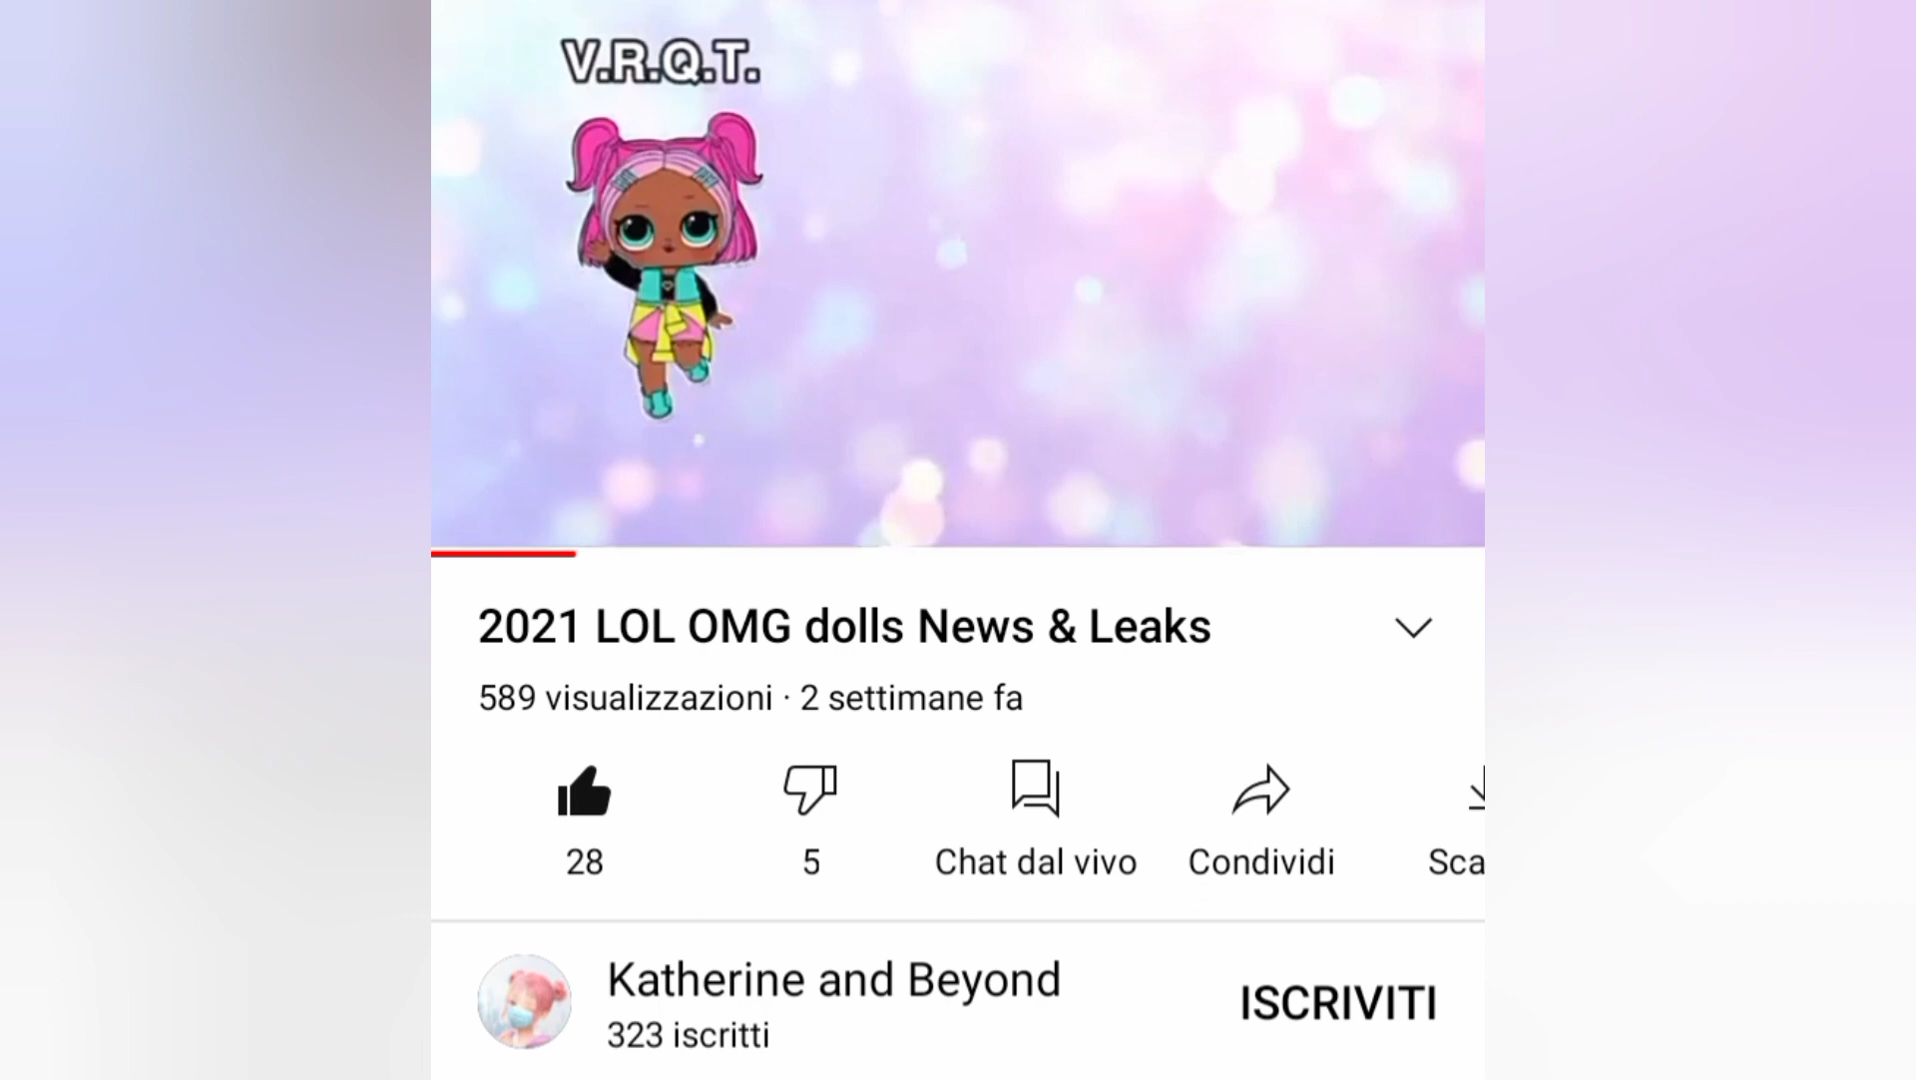 V.R.Q.T.
2021 LOL OMG dolls News & Leaks
589 visualizzazioni · 2 settimane fa
28
5
Chat dal vivo
Condividi
Sca
Katherine and Beyond
323 iscritti
ISCRIVITI